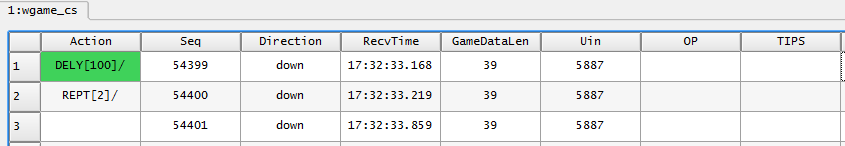 1:wgame_cs
Action Seq Direction RecvTime GameDataLen Uin OP TIPS
1 DELY[100]/ 54399 down 17:32:33.168 39 5887
2 REPT[2]/ 54400 down 17:32:33.219 39 5887
3 54401 down 17:32:33.859 39 5887